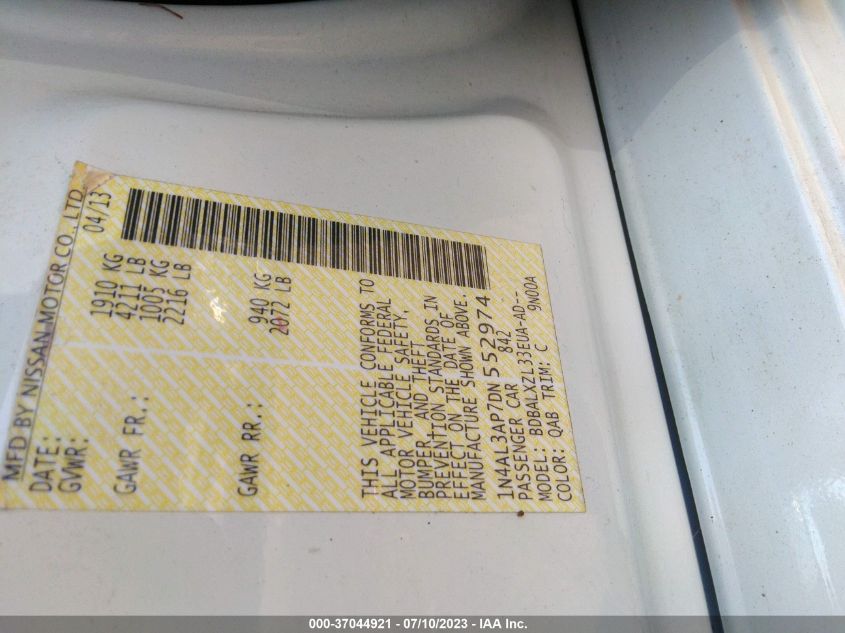 MFD BY NISSAN MOTOR CO.,LTD.
DATE: 04/13
GVWR: 1910 KG
4211 LB
GAWR FR.: 1005 KG
2216 LB
GAWR RR.: 940 KG
2072 LB
THIS VEHICLE CONFORMS TO
ALL APPLICABLE FEDERAL
MOTOR VEHICLE SAFETY,
BUMPER, AND THEFT
PREVENTION STANDARDS IN
EFFECT ON THE DATE OF
MANUFACTURE SHOWN ABOVE.
1N4AL3AP7DN552974
PASSENGER CAR 842
MODEL: BDBALXZL33EUA-AD--
COLOR: QAB TRIM: C 9N00A
000-37044921 - 07/10/2023 - IAA Inc.